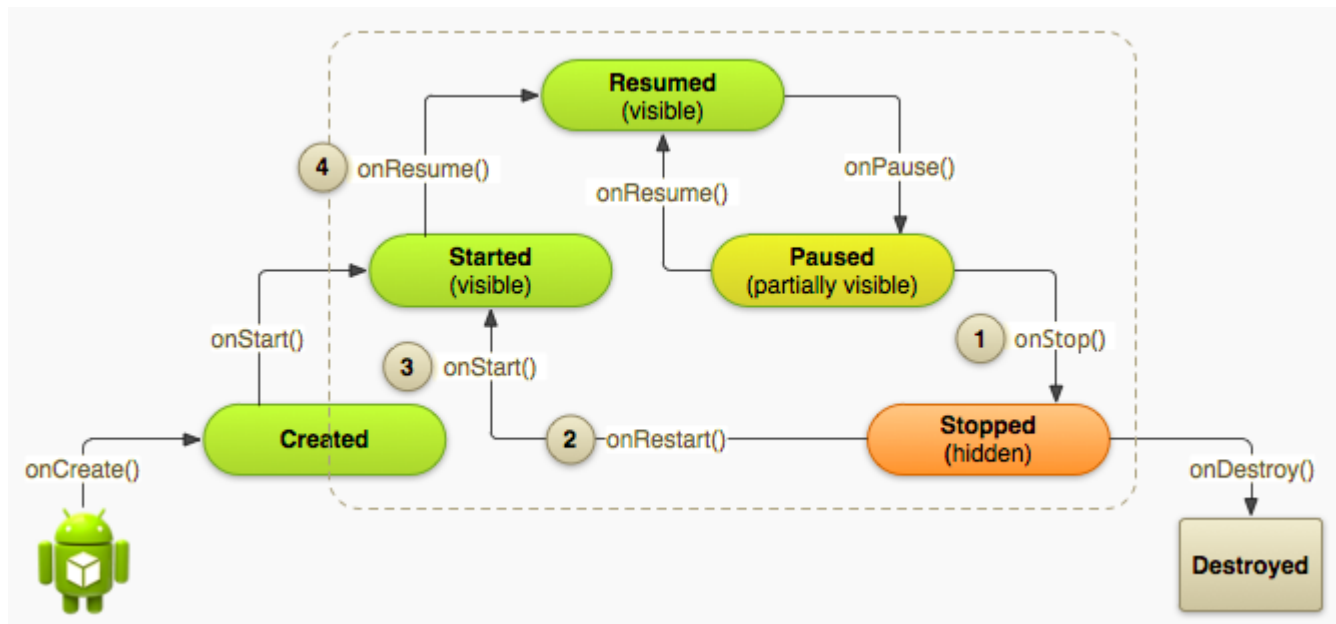 Resumed
(visible)
4
onResume()
onResume()
onPause()
Started
(visible)
Paused
(partially visible)
onStart()
3
onStart()
1
onStop()
Created
2
onRestart()
Stopped
(hidden)
onCreate()
onDestroy()
Destroyed